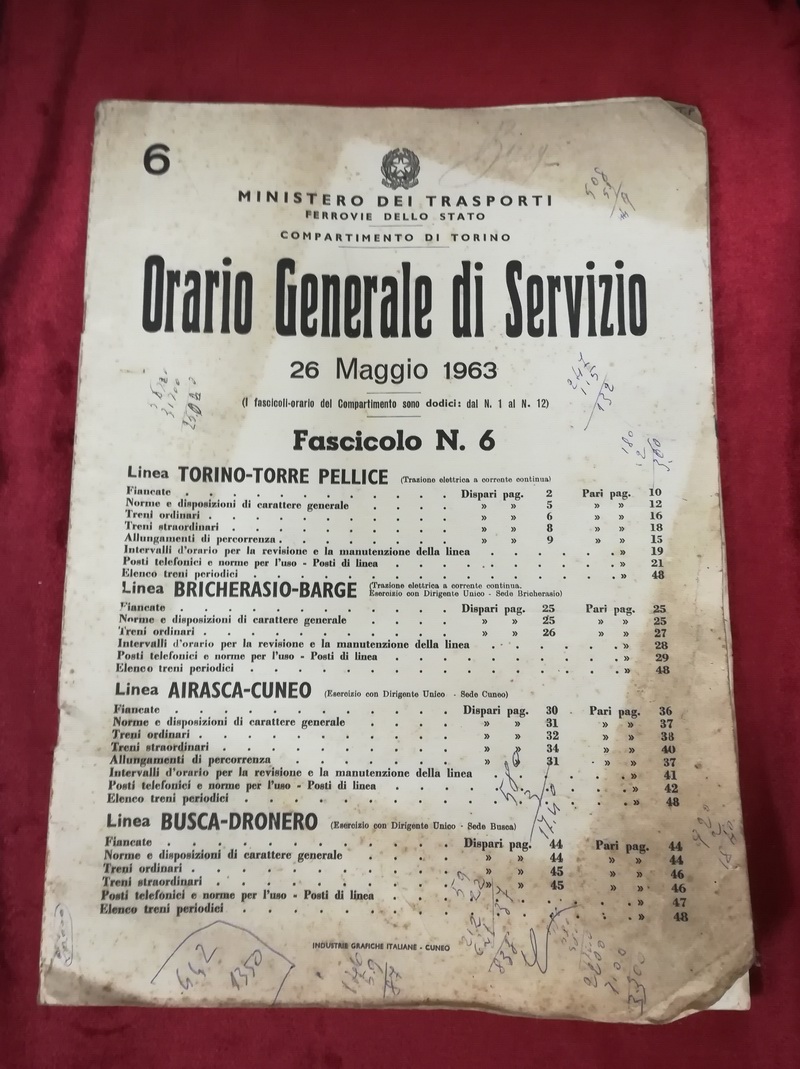 6
MINISTERO DEI TRASPORTI
FERROVIE DELLO STATO
COMPARTIMENTO DI TORINO
Orario Generale di Servizio
26 Maggio 1963
(I fascicoli-orario del Compartimento sono dodici: dal N. 1 al N. 12)
Fascicolo N. 6
Linea TORINO-TORRE PELLICE (Trazione elettrica a corrente continua)
Fiancate . . . . . . . . . . Dispari pag. 2 Pari pag. 10
Norme e disposizioni di carattere generale . . . . » » 5 » » 12
Treni ordinari . . . . . . . . . » » 6 » » 16
Treni straordinari . . . . . . . . » » 8 » » 18
Allungamenti di percorrenza . . . . . . . » » 9 » » 15
Intervalli d'orario per la revisione e la manutenzione della linea . . . . . . » 19
Posti telefonici e norme per l'uso - Posti di linea . . . . . . . . » 21
Elenco treni periodici . . . . . . . . . . . . . » 48
Linea BRICHERASIO-BARGE (Trazione elettrica a corrente continua.
Esercizio con Dirigente Unico - Sede Bricherasio)
Fiancate . . . . . . . . . . Dispari pag. 25 Pari pag. 25
Norme e disposizioni di carattere generale . . . . » » 25 » » 25
Treni ordinari . . . . . . . . . » » 26 » » 27
Intervalli d'orario per la revisione e la manutenzione della linea . . . . . » 28
Posti telefonici e norme per l'uso - Posti di linea . . . . . . . . » 29
Elenco treni periodici . . . . . . . . . . . . » 48
Linea AIRASCA-CUNEO (Esercizio con Dirigente Unico - Sede Cuneo)
Fiancate . . . . . . . . . . Dispari pag. 30 Pari pag. 36
Norme e disposizioni di carattere generale . . . . » » 31 » » 37
Treni ordinari . . . . . . . . . » » 32 » » 38
Treni straordinari . . . . . . . . » » 34 » » 40
Allungamenti di percorrenza . . . . . . » » 31 » » 37
Intervalli d'orario per la revisione e la manutenzione della linea . . . . . » 41
Posti telefonici e norme per l'uso - Posti di linea . . . . . . . . » 42
Elenco treni periodici . . . . . . . . . . . . » 48
Linea BUSCA-DRONERO (Esercizio con Dirigente Unico - Sede Busca)
Fiancate . . . . . . . . . . Dispari pag. 44 Pari pag. 44
Norme e disposizioni di carattere generale . . . . » » 44 » » 44
Treni ordinari . . . . . . . . . » » 45 » » 46
Treni straordinari . . . . . . . . » » 45 » » 46
Posti telefonici e norme per l'uso - Posti di linea . . . . . . . » 47
Elenco treni periodici . . . . . . . . . . . » 48
INDUSTRIE GRAFICHE ITALIANE - CUNEO
552 1350